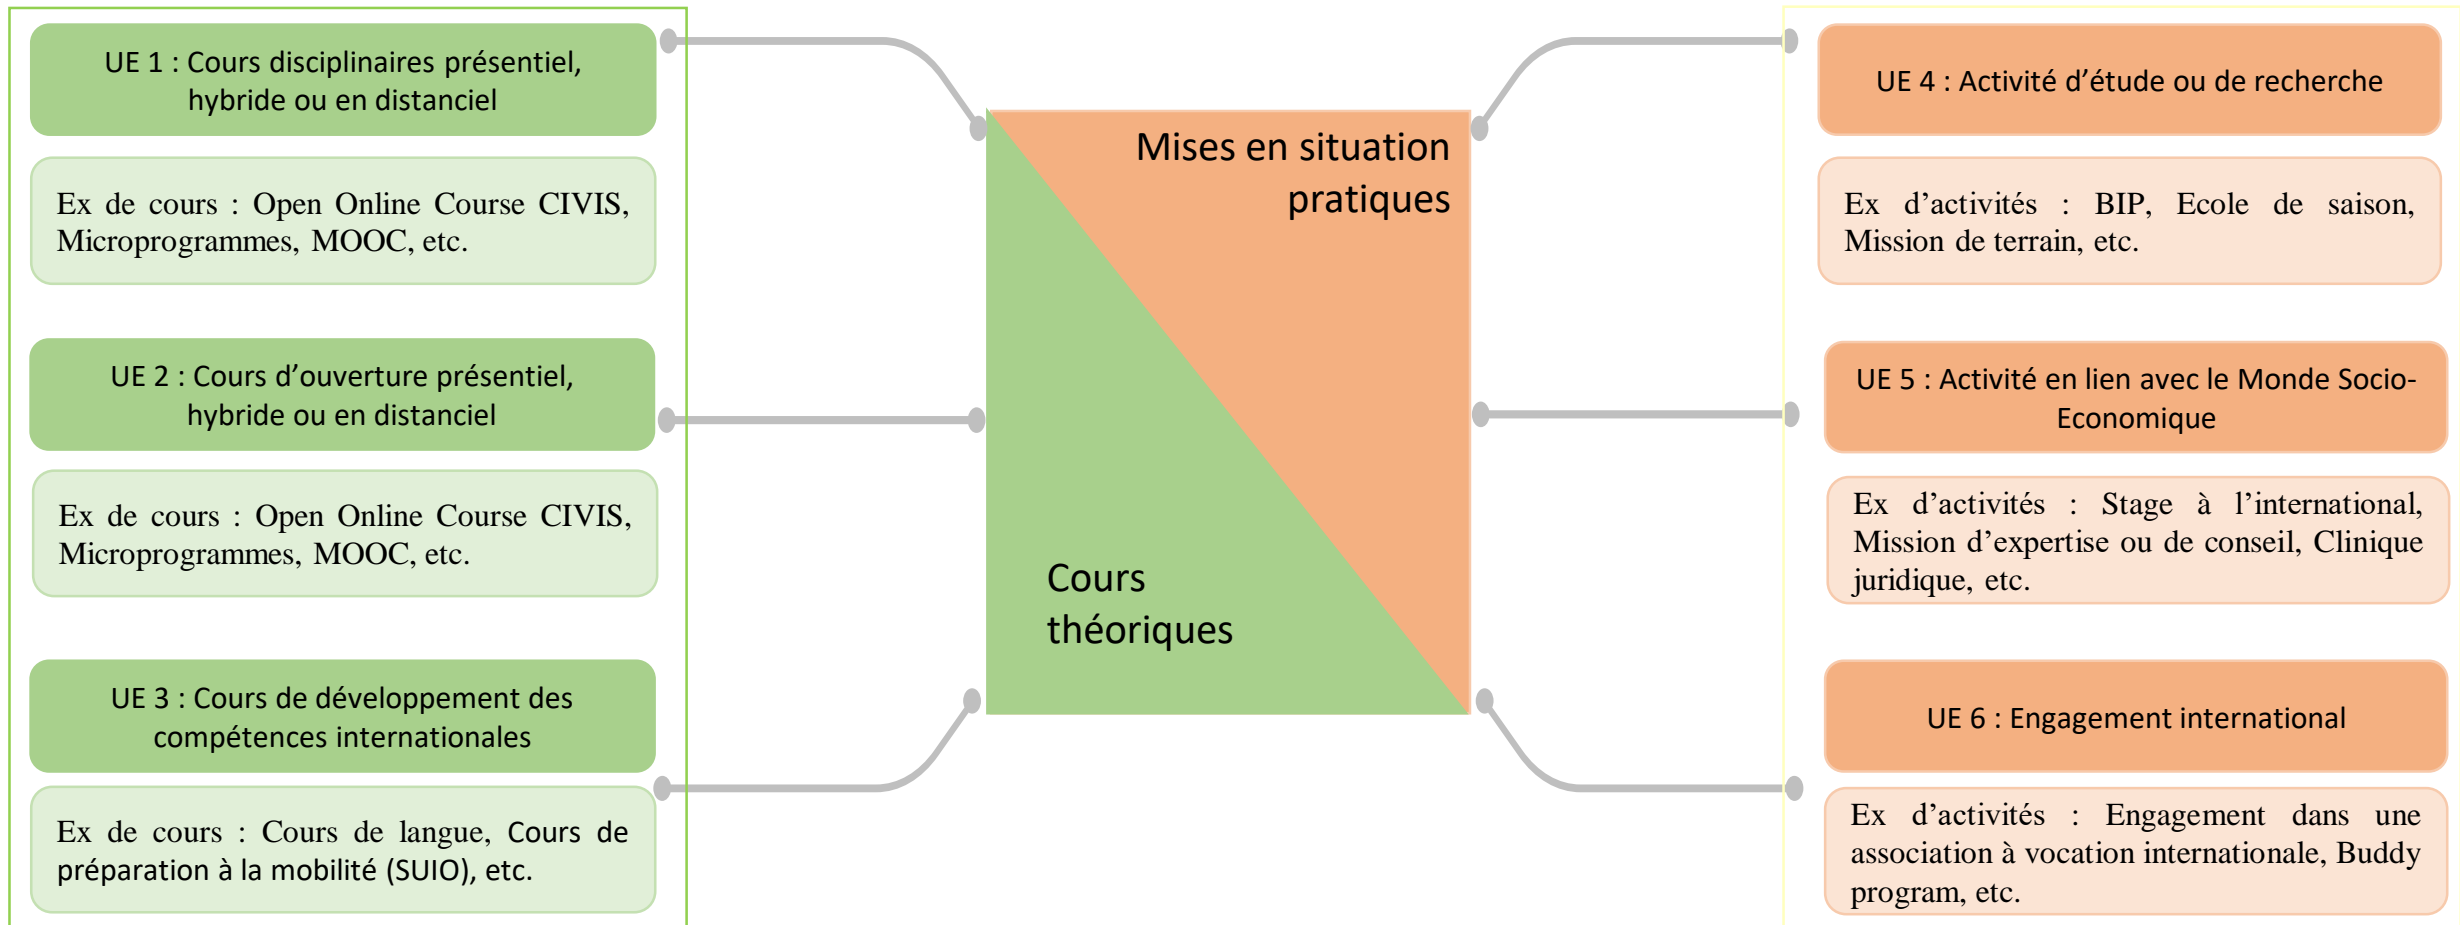 UE 1 : Cours disciplinaires présentiel,
hybride ou en distanciel
Ex de cours : Open Online Course CIVIS,
Microprogrammes, MOOC, etc.
UE 2 : Cours d’ouverture présentiel,
hybride ou en distanciel
Ex de cours : Open Online Course CIVIS,
Microprogrammes, MOOC, etc.
UE 3 : Cours de développement des
compétences internationales
Ex de cours : Cours de langue, Cours de
préparation à la mobilité (SUIO), etc.
Mises en situation
pratiques
Cours
théoriques
UE 4 : Activité d’étude ou de recherche
Ex d’activités : BIP, Ecole de saison,
Mission de terrain, etc.
UE 5 : Activité en lien avec le Monde Socio-
Economique
Ex d’activités : Stage à l’international,
Mission d’expertise ou de conseil, Clinique
juridique, etc.
UE 6 : Engagement international
Ex d’activités : Engagement dans une
association à vocation internationale, Buddy
program, etc.